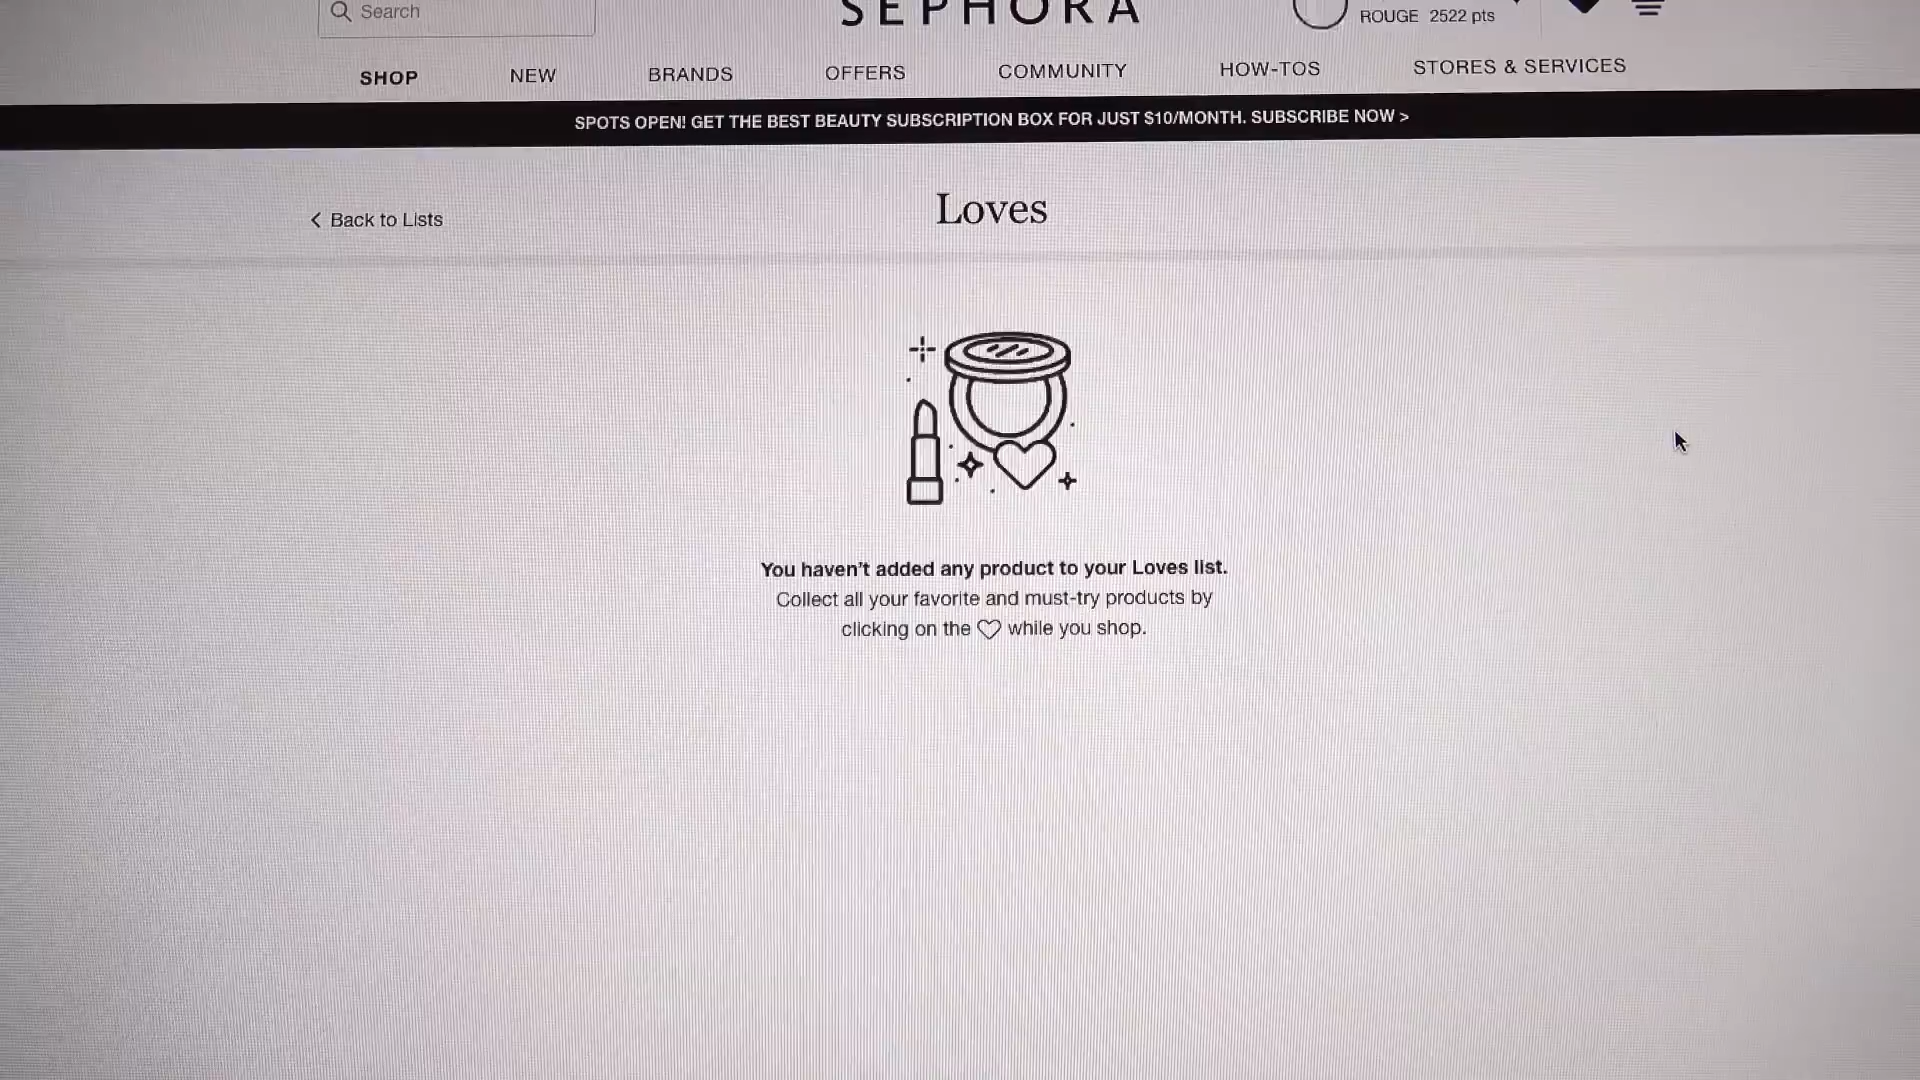 Search
SEPHORA
ROUGE 2522 pts
SHOP NEW BRANDS OFFERS COMMUNITY HOW-TOS STORES & SERVICES
SPOTS OPEN! GET THE BEST BEAUTY SUBSCRIPTION BOX FOR JUST $10/MONTH. SUBSCRIBE NOW >
Back to Lists
Loves
You haven't added any product to your Loves list.
Collect all your favorite and must-try products by
clicking on the ♡ while you shop.